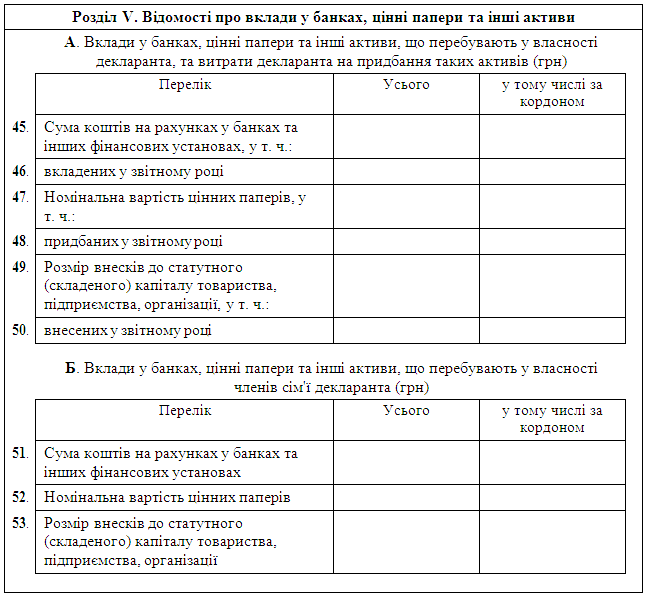 Розділ V. Відомості про вклади у банках, цінні папери та інші активи
А. Вклади у банках, цінні папери та інші активи, що перебувають у власності
декларанта, та витрати декларанта на придбання таких активів (грн)
Перелік Усього у тому числі за
кордоном
45. Сума коштів на рахунках у банках та
інших фінансових установах, у т. ч.:
46. вкладених у звітному році
47. Номінальна вартість цінних паперів, у
т. ч.:
48. придбаних у звітному році
49. Розмір внесків до статутного
(складеного) капіталу товариства,
підприємства, організації, у т. ч.:
50. внесених у звітному році
Б. Вклади у банках, цінні папери та інші активи, що перебувають у власності
членів сім'ї декларанта (грн)
Перелік Усього у тому числі за
кордоном
51. Сума коштів на рахунках у банках та
інших фінансових установах
52. Номінальна вартість цінних паперів
53. Розмір внесків до статутного
(складеного) капіталу товариства,
підприємства, організації